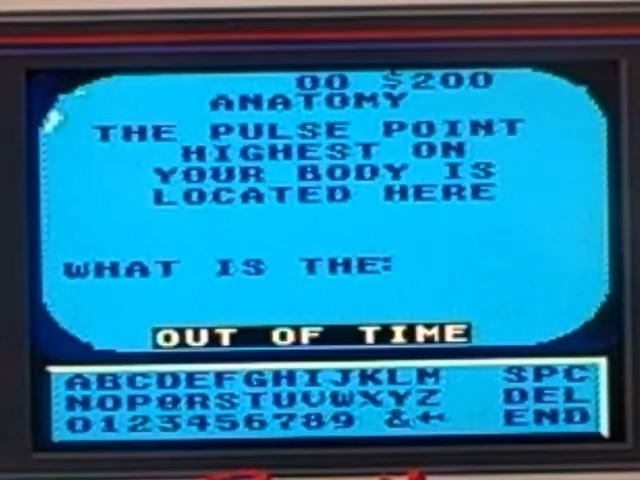 00 $200
ANATOMY
THE PULSE POINT
HIGHEST ON
YOUR BODY IS
LOCATED HERE
WHAT IS THE:
OUT OF TIME
ABCDEFGHIJKLM SPC
NOPQRSTUVWXYZ DEL
0123456789 &← END